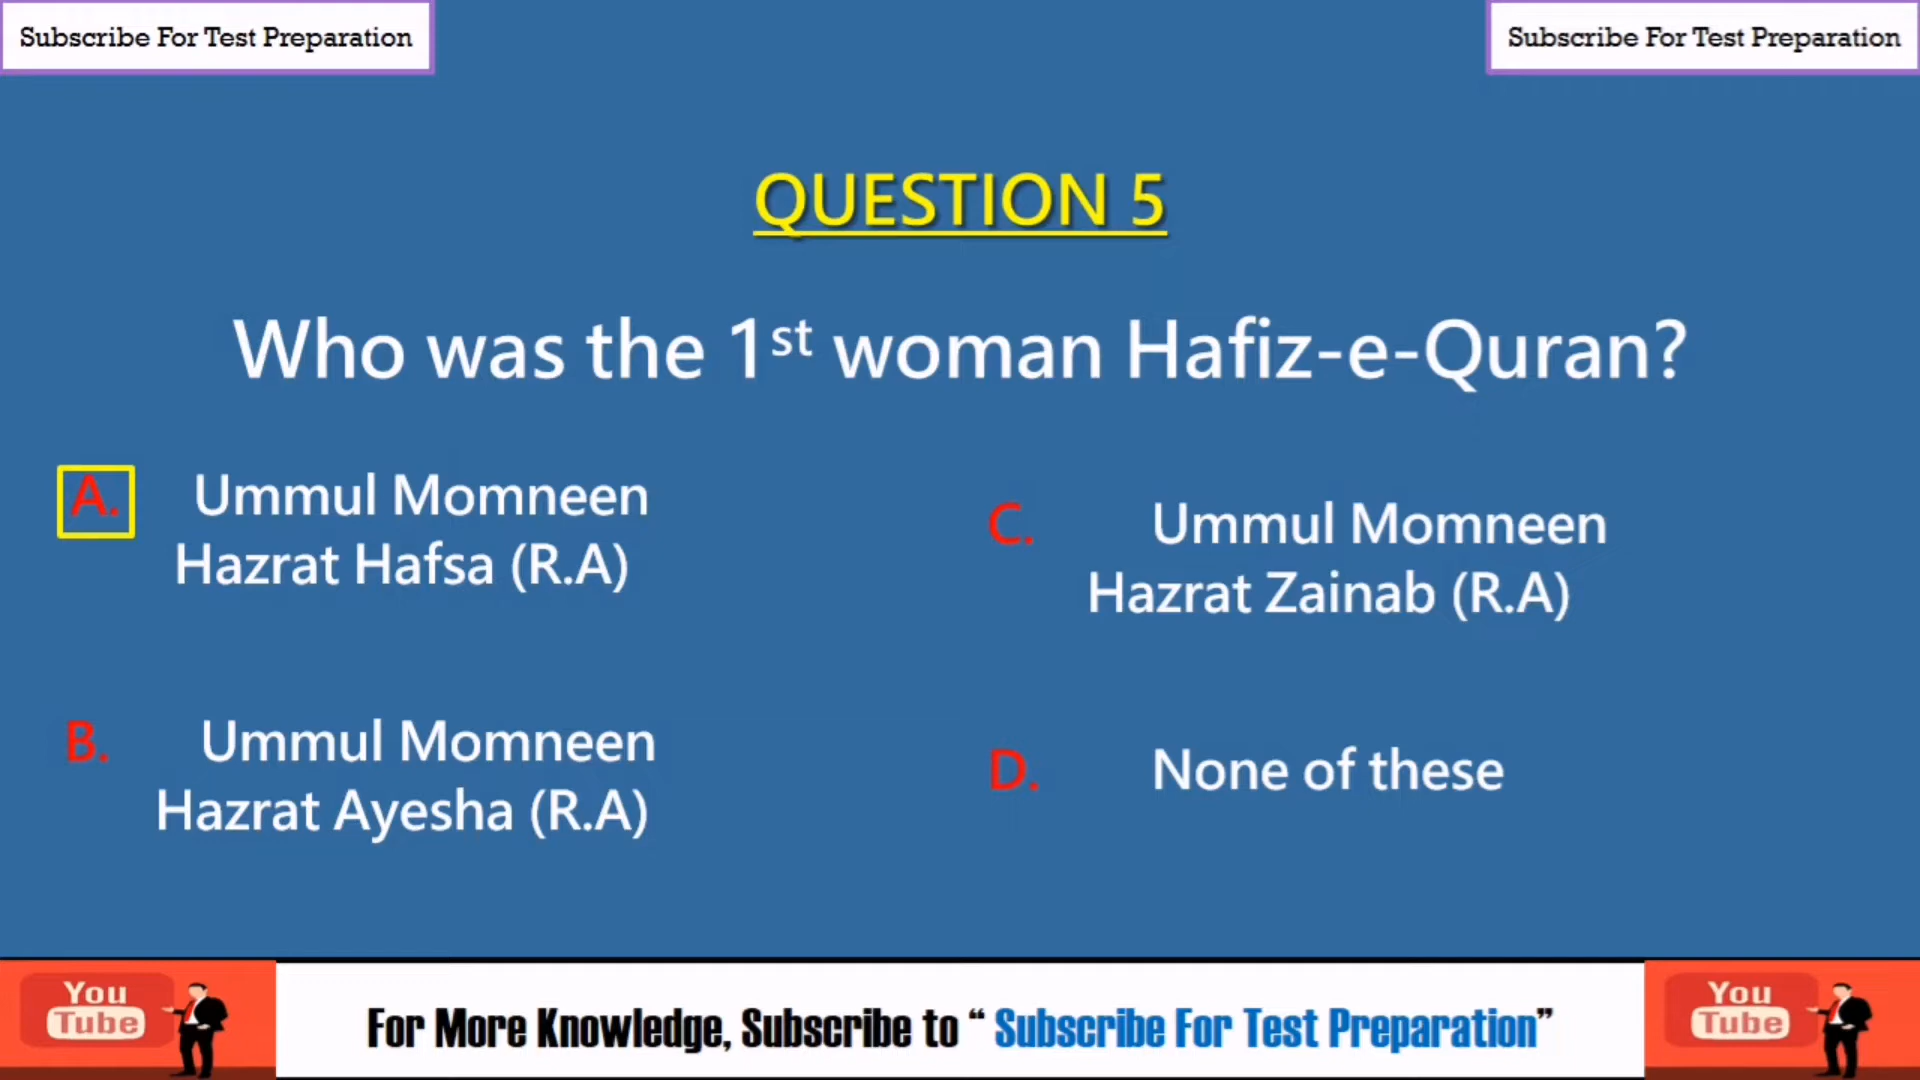 Subscribe For Test Preparation
Subscribe For Test Preparation
QUESTION 5
Who was the 1st woman Hafiz-e-Quran?
A. Ummul Momneen
Hazrat Hafsa (R.A)
B. Ummul Momneen
Hazrat Ayesha (R.A)
C. Ummul Momneen
Hazrat Zainab (R.A)
D. None of these
You
Tube
For More Knowledge, Subscribe to “ Subscribe For Test Preparation”
You
Tube